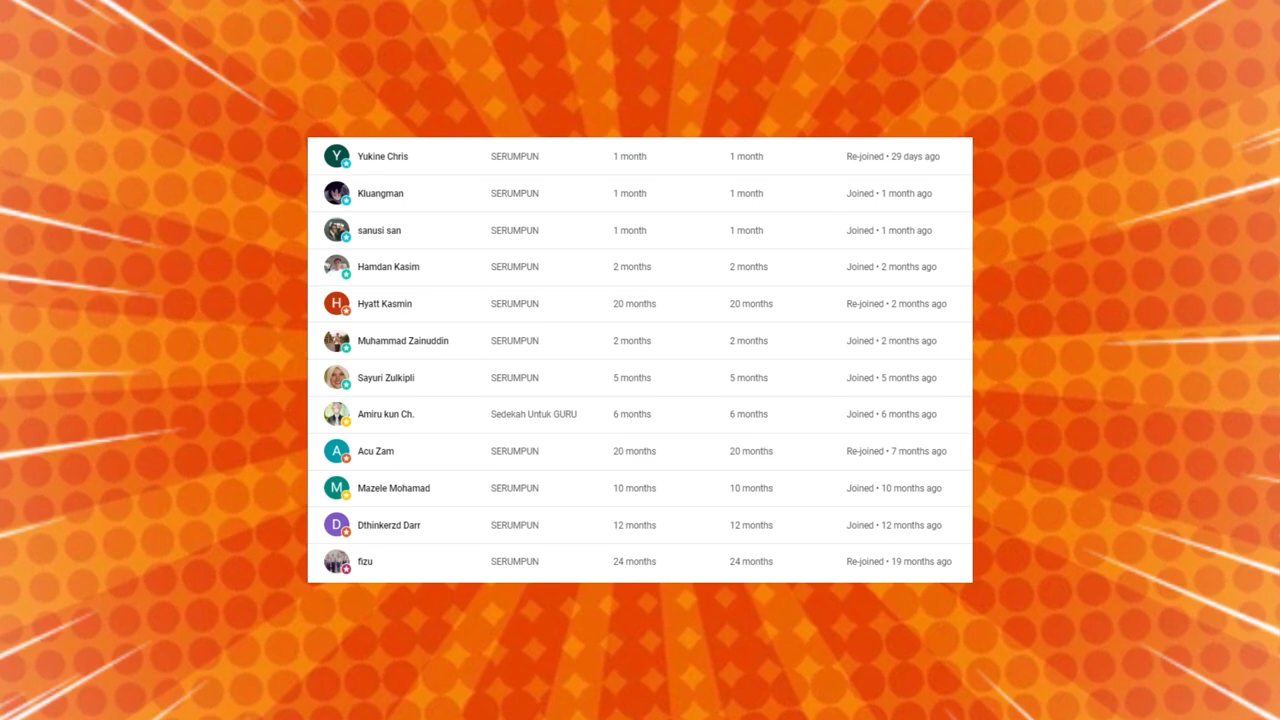 Y Yukine Chris SERUMPUN 1 month 1 month Re-joined • 29 days ago
Kluangman SERUMPUN 1 month 1 month Joined • 1 month ago
sanusi san SERUMPUN 1 month 1 month Joined • 1 month ago
Hamdan Kasim SERUMPUN 2 months 2 months Joined • 2 months ago
H Hyatt Kasmin SERUMPUN 20 months 20 months Re-joined • 2 months ago
Muhammad Zainuddin SERUMPUN 2 months 2 months Joined • 2 months ago
Sayuri Zulkipli SERUMPUN 5 months 5 months Joined • 5 months ago
Amiru kun Ch. Sedekah Untuk GURU 6 months 6 months Joined • 6 months ago
A Acu Zam SERUMPUN 20 months 20 months Re-joined • 7 months ago
M Mazele Mohamad SERUMPUN 10 months 10 months Joined • 10 months ago
D Dthinkerzd Darr SERUMPUN 12 months 12 months Joined • 12 months ago
fizu SERUMPUN 24 months 24 months Re-joined • 19 months ago